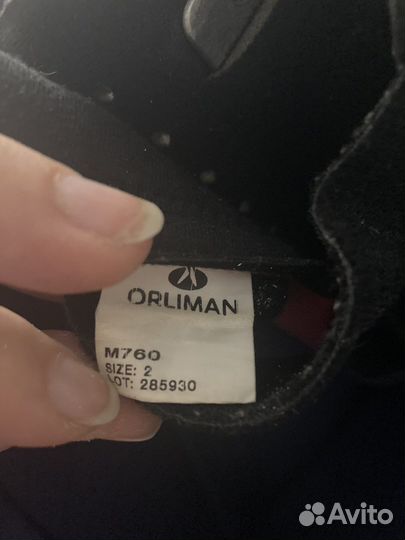 ORLIMAN
M760
SIZE: 2
LOT: 285930
Avito